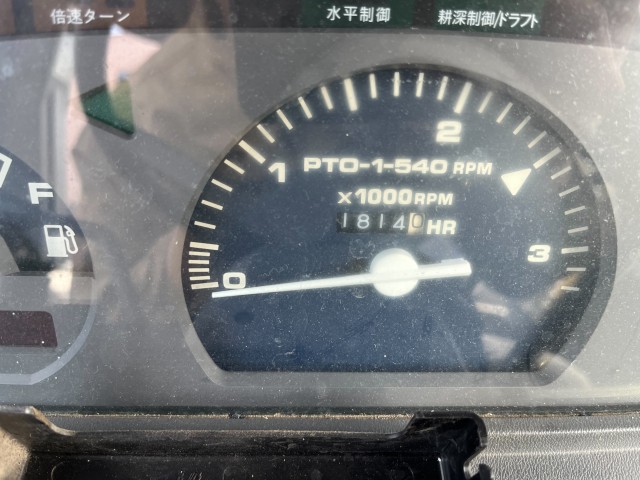 倍速ターン
水平制御
耕深制御/ドラフト
F
0
1
2
3
PTO-1-540 RPM
x1000RPM
18140 HR